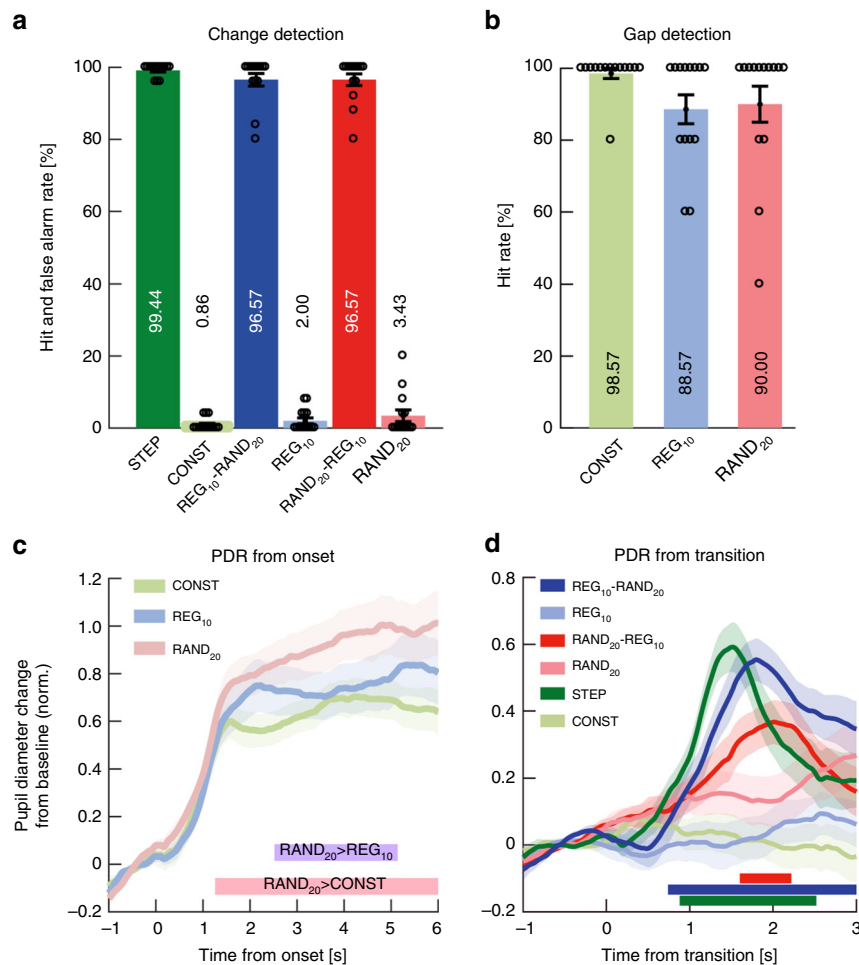 a
Change detection
Hit and false alarm rate [%]
100
80
60
40
20
0
99.44
0.86
96.57
2.00
96.57
3.43
STEP
CONST
REG₁₀-RAND₂₀
REG₁₀
RAND₂₀-REG₁₀
RAND₂₀
b
Gap detection
Hit rate [%]
100
80
60
40
20
0
98.57
88.57
90.00
CONST
REG₁₀
RAND₂₀
c
PDR from onset
Pupil diameter change
from baseline (norm.)
1.2
1.0
0.8
0.6
0.4
0.2
0
–0.2
CONST
REG₁₀
RAND₂₀
RAND₂₀>REG₁₀
RAND₂₀>CONST
–1 0 1 2 3 4 5 6
Time from onset [s]
d
PDR from transition
0.8
0.6
0.4
0.2
0
–0.2
REG₁₀-RAND₂₀
REG₁₀
RAND₂₀-REG₁₀
RAND₂₀
STEP
CONST
–1 0 1 2 3
Time from transition [s]